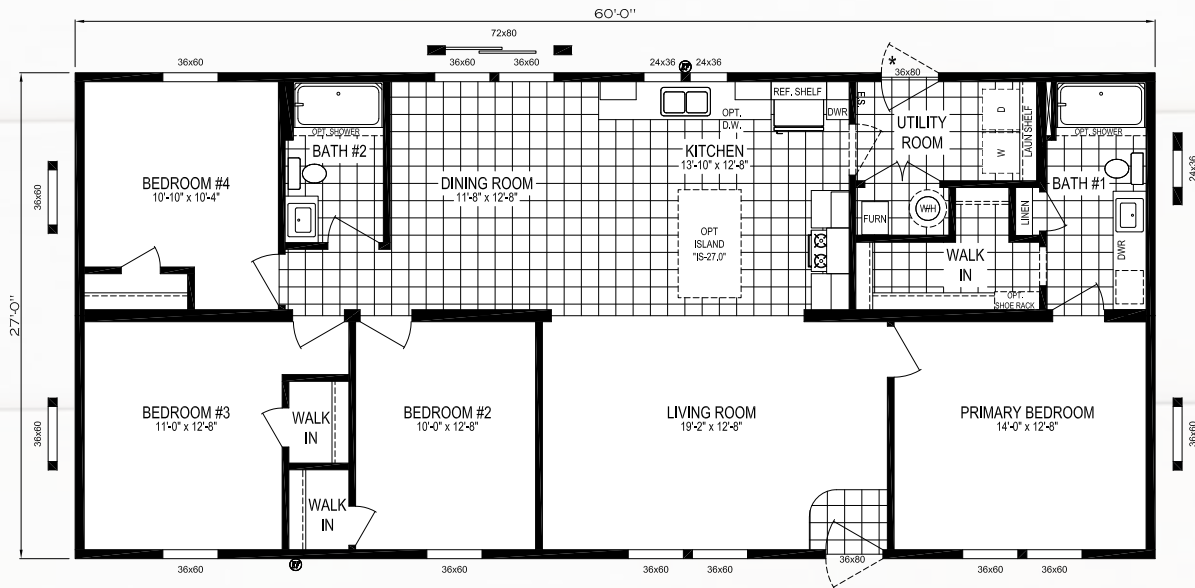 60'-0"
72x80
36x60
36x60
36x60
24x36
24x36
*
36x80
27'-0"
36x60
BEDROOM #4
10'-10" x 10'-4"
OPT. SHOWER
BATH #2
DINING ROOM
11'-8" x 12'-8"
OPT.
D.W.
REF. SHELF
DWR
KITCHEN
13'-10" x 12'-8"
OPT
ISLAND
"IS-27.0"
E.S.
UTILITY
ROOM
D
W
LAUN SHELF
FURN
W/H
LINEN
WALK
IN
OPT.
SHOE RACK
OPT. SHOWER
BATH #1
DWR
24x36
36x60
BEDROOM #3
11'-0" x 12'-8"
WALK
IN
WALK
IN
BEDROOM #2
10'-0" x 12'-8"
LIVING ROOM
19'-2" x 12'-8"
PRIMARY BEDROOM
14'-0" x 12'-8"
36x60
36x60
36x60
36x60
36x60
36x80
36x60
36x60